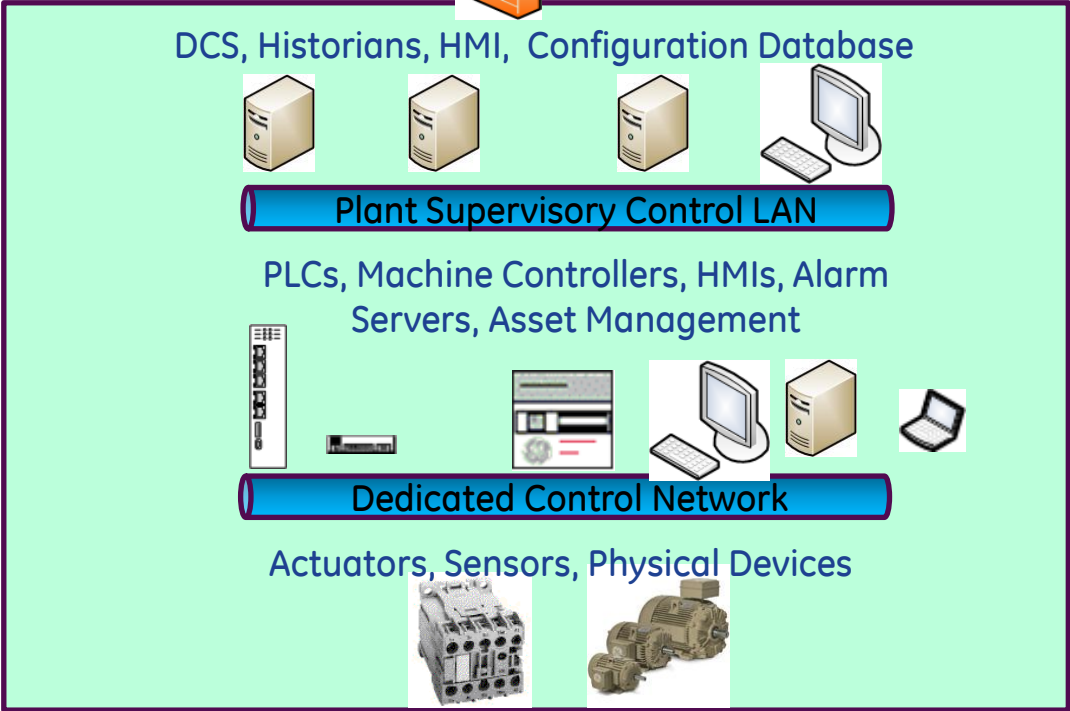 DCS, Historians, HMI, Configuration Database
Plant Supervisory Control LAN
PLCs, Machine Controllers, HMIs, Alarm
Servers, Asset Management
Dedicated Control Network
Actuators, Sensors, Physical Devices